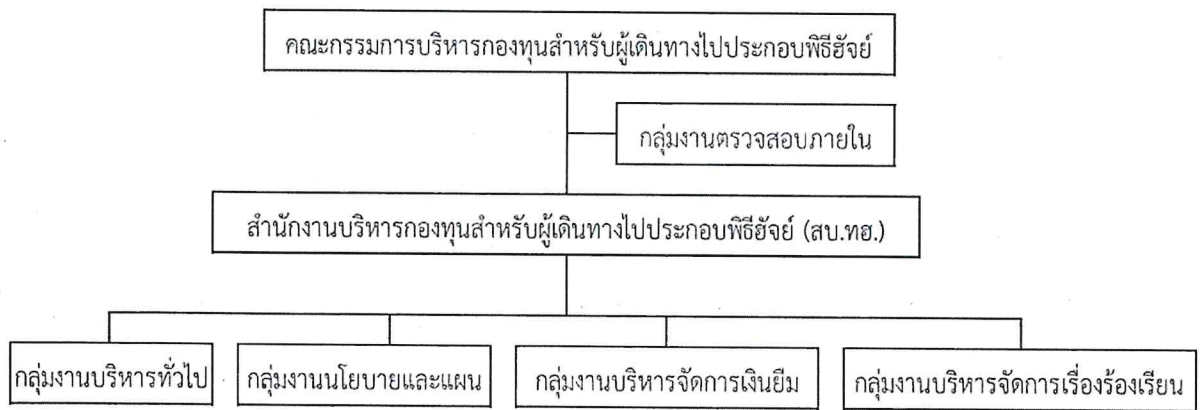 คณะกรรมการบริหารกองทุนสำหรับผู้เดินทางไปประกอบพิธีฮัจย์
กลุ่มงานตรวจสอบภายใน
สำนักงานบริหารกองทุนสำหรับผู้เดินทางไปประกอบพิธีฮัจย์ (สบ.ทฮ.)
กลุ่มงานบริหารทั่วไป
กลุ่มงานนโยบายและแผน
กลุ่มงานบริหารจัดการเงินยืม
กลุ่มงานบริหารจัดการเรื่องร้องเรียน